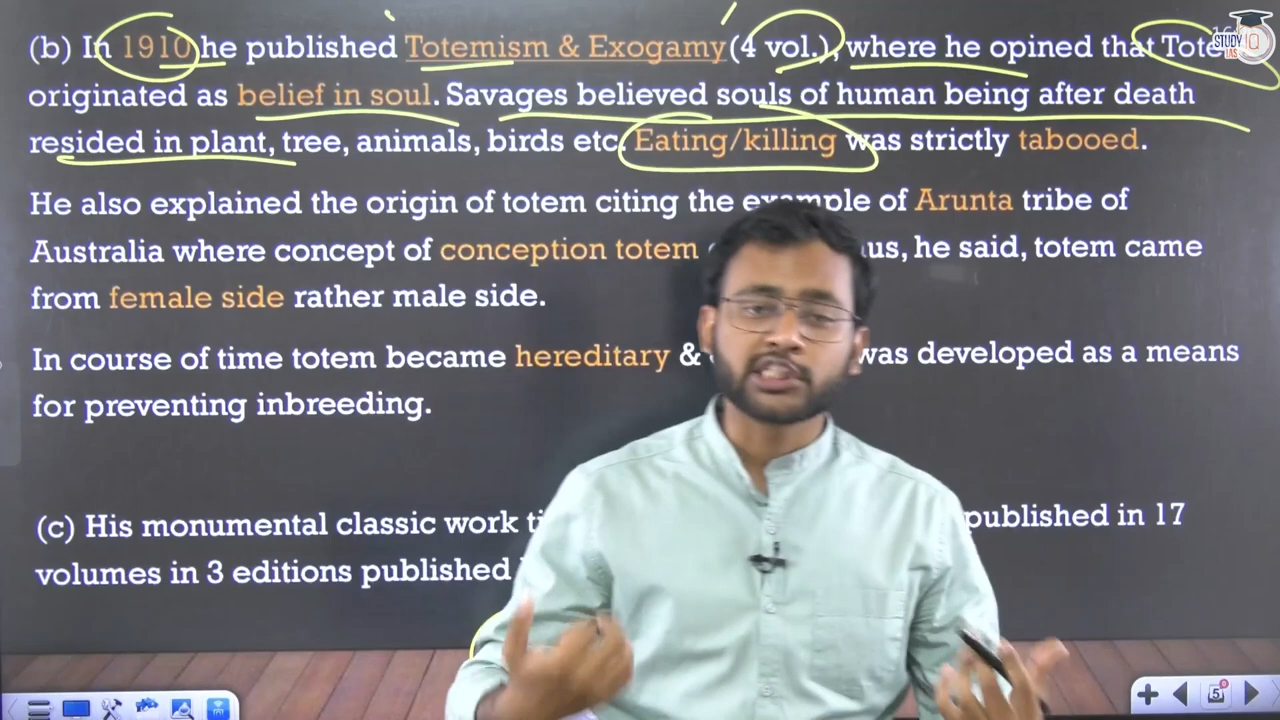 (b) In 1910 he published Totemism & Exogamy(4 vol.), where he opined that Tote
originated as belief in soul. Savages believed souls of human being after death
resided in plant, tree, animals, birds etc. Eating/killing was strictly tabooed.
He also explained the origin of totem citing the example of Arunta tribe of
Australia where concept of conception totem us, he said, totem came
from female side rather male side.
In course of time totem became hereditary & was developed as a means
for preventing inbreeding.
(c) His monumental classic work ti published in 17
volumes in 3 editions published
STUDY IQ
IAS
5